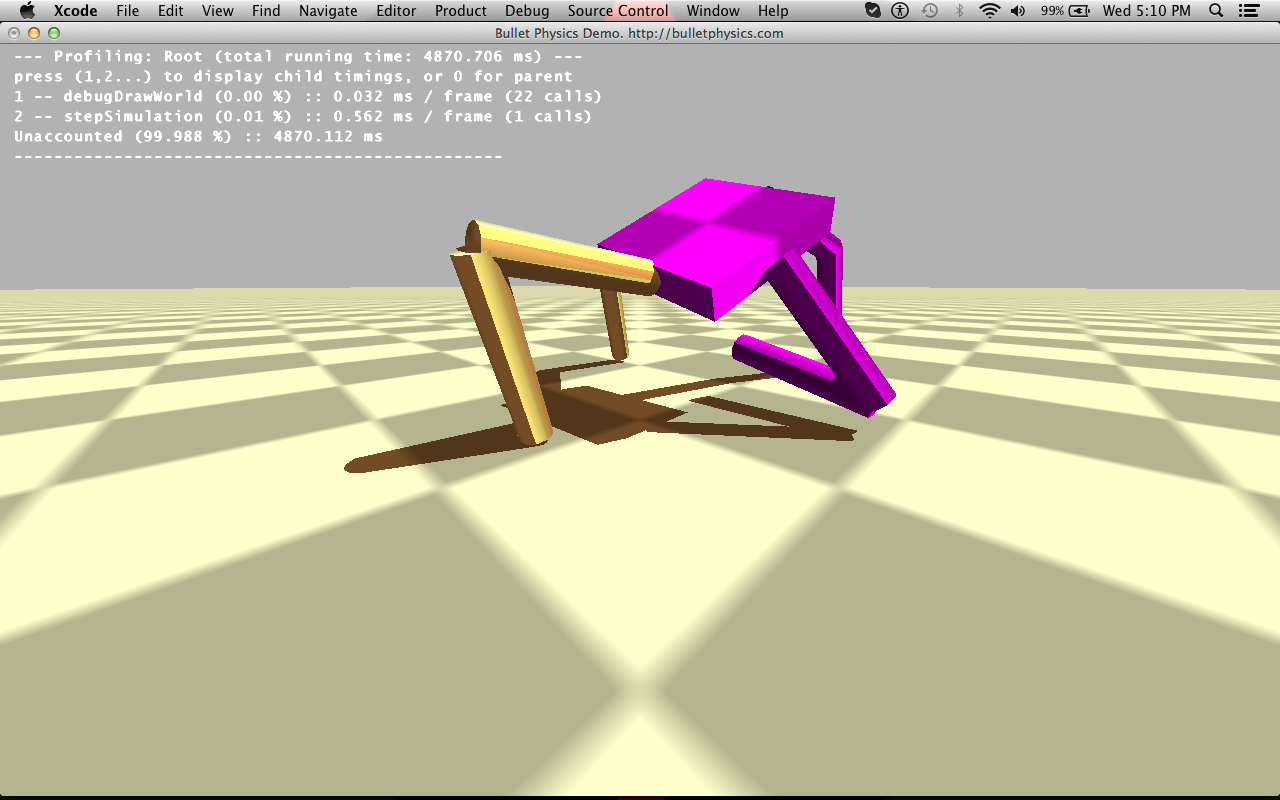 Xcode File Edit View Find Navigate Editor Product Debug Source Control Window Help 99% Wed 5:10 PM
Bullet Physics Demo. http://bulletphysics.com
--- Profiling: Root (total running time: 4870.706 ms) ---
press (1,2...) to display child timings, or 0 for parent
1 -- debugDrawWorld (0.00 %) :: 0.032 ms / frame (22 calls)
2 -- stepSimulation (0.01 %) :: 0.562 ms / frame (1 calls)
Unaccounted (99.988 %) :: 4870.112 ms
-------------------------------------------------